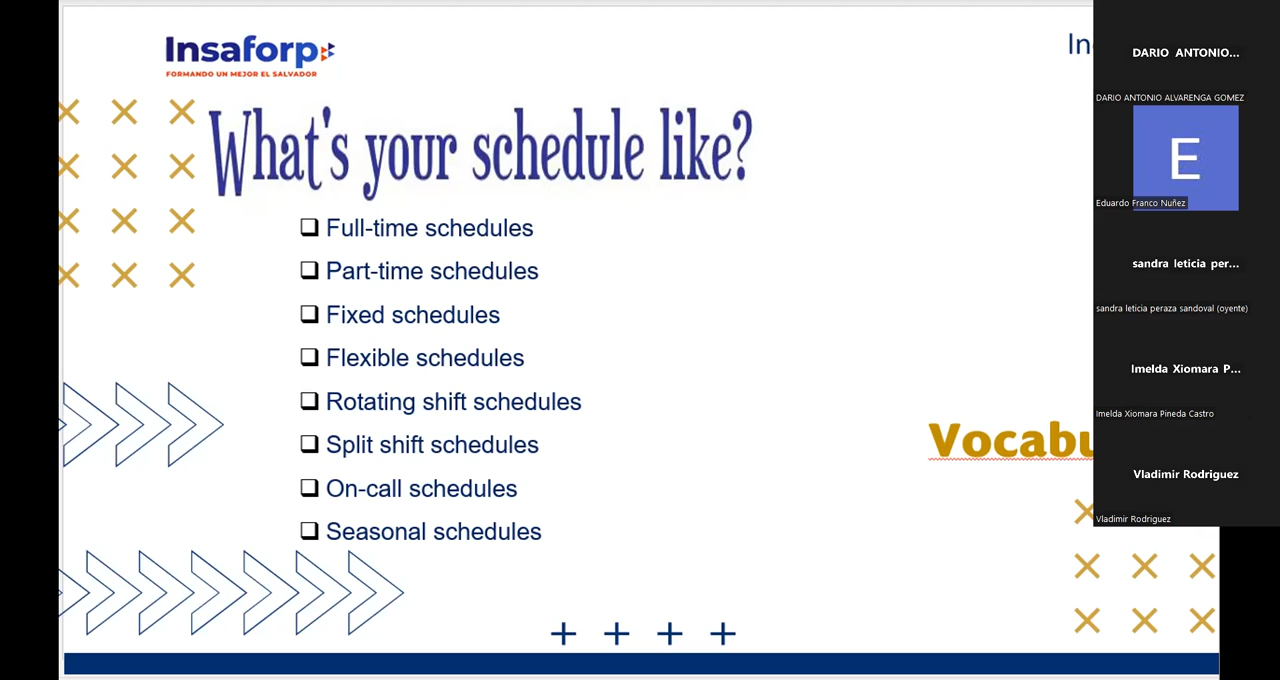 Insaforp
FORMANDO UN MEJOR EL SALVADOR
What's your schedule like?
Full-time schedules
Part-time schedules
Fixed schedules
Flexible schedules
Rotating shift schedules
Split shift schedules
On-call schedules
Seasonal schedules
Vocabu
In
DARIO ANTONIO...
DARIO ANTONIO ALVARENGA GOMEZ
E
Eduardo Franco Nuñez
sandra leticia per...
sandra leticia peraza sandoval (oyente)
Imelda Xiomara P...
Imelda Xiomara Pineda Castro
Vladimir Rodriguez
Vladimir Rodriguez